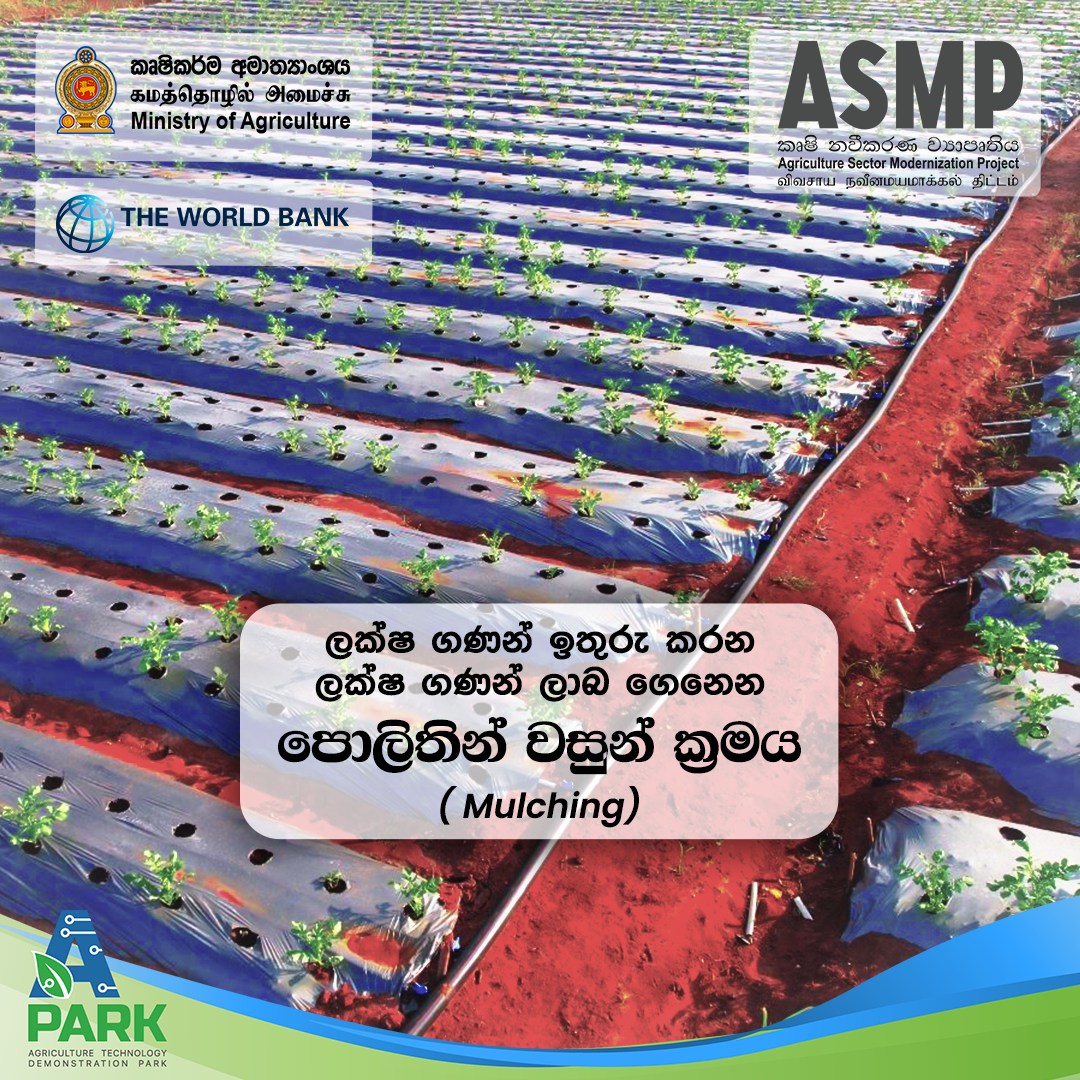 කෘෂිකර්ම අමාත්‍යාංශය
கமத்தொழில் அமைச்சு
Ministry of Agriculture
THE WORLD BANK
ASMP
කෘෂි නවීකරණ ව්‍යාපෘතිය
Agriculture Sector Modernization Project
விவசாய நவீனமயமாக்கல் திட்டம்
ලක්ෂ ගණන් ඉතුරු කරන
ලක්ෂ ගණන් ලාබ ගෙනෙන
පොලිතින් වසුන් ක්‍රමය
( Mulching)
A
PARK
AGRICULTURE TECHNOLOGY
DEMONSTRATION PARK